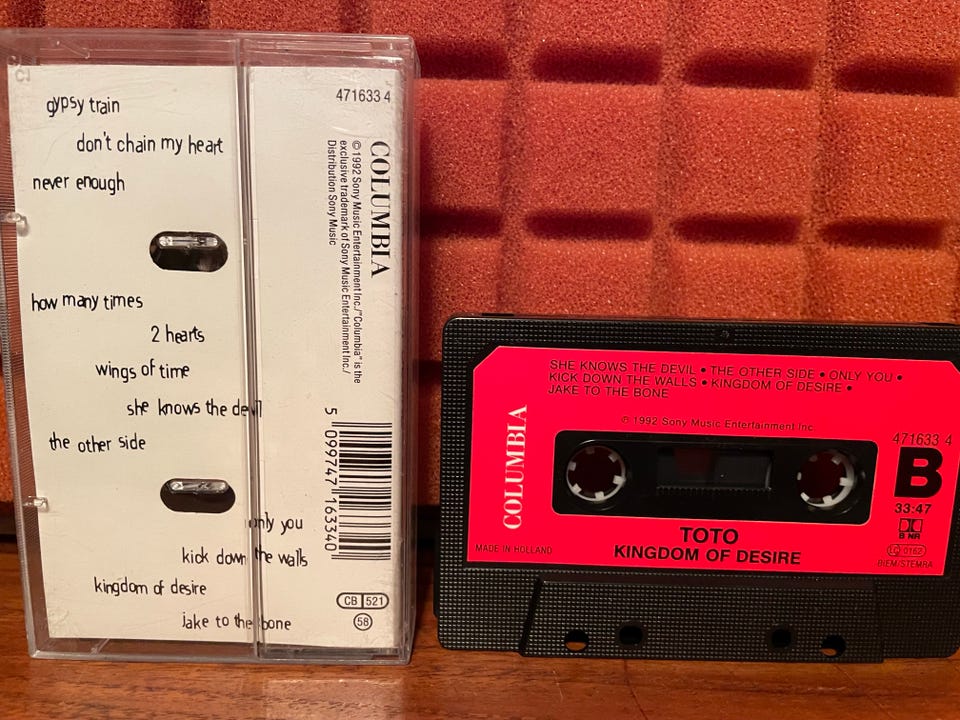 gypsy train
don't chain my heart
never enough
how many times
2 hearts
wings of time
she knows the devil
the other side
only you
kick down the walls
kingdom of desire
jake to the bone
471633 4
COLUMBIA
© 1992 Sony Music Entertainment Inc./"Columbia" is the
exclusive trademark of Sony Music Entertainment Inc./
Distribution Sony Music
5 099747 163340
CB 521
58
SHE KNOWS THE DEVIL • THE OTHER SIDE • ONLY YOU •
KICK DOWN THE WALLS • KINGDOM OF DESIRE •
JAKE TO THE BONE
℗ 1992 Sony Music Entertainment Inc
COLUMBIA
471633 4
B
33:47
B NR
LC 0162
BIEM/STEMRA
MADE IN HOLLAND
TOTO
KINGDOM OF DESIRE